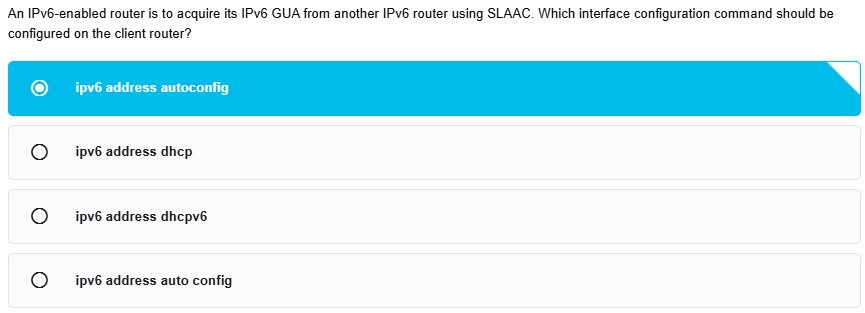 An IPv6-enabled router is to acquire its IPv6 GUA from another IPv6 router using SLAAC. Which interface configuration command should be
configured on the client router?
ipv6 address autoconfig
ipv6 address dhcp
ipv6 address dhcpv6
ipv6 address auto config